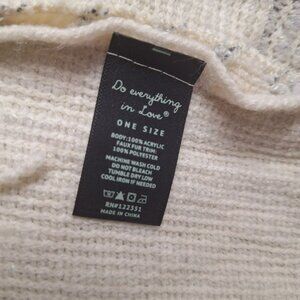 Do everything
in Love®
ONE SIZE
BODY: 100% ACRYLIC
FAUX FUR TRIM:
100% POLYESTER
MACHINE WASH COLD
DO NOT BLEACH
TUMBLE DRY LOW
COOL IRON IF NEEDED
RN#122551
MADE IN CHINA